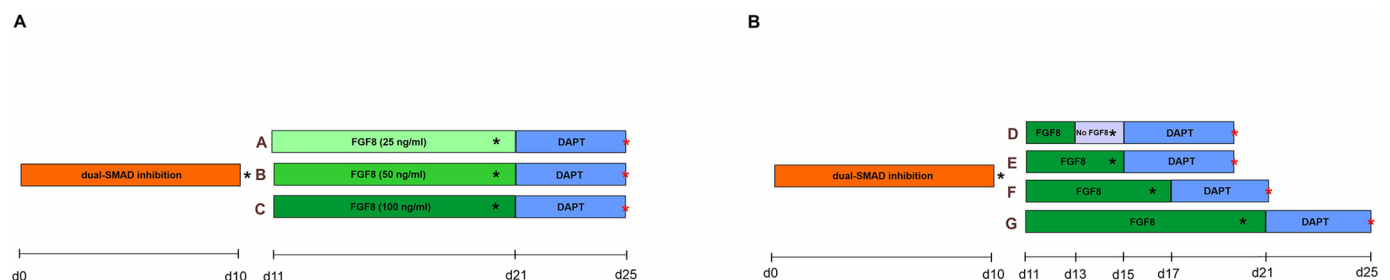 A
B
A
FGF8 (25 ng/ml)
*
DAPT
*
dual-SMAD inhibition
*
B
FGF8 (50 ng/ml)
*
DAPT
*
C
FGF8 (100 ng/ml)
*
DAPT
*
d0
d10
d11
d21
d25
D
FGF8
No FGF8
*
DAPT
*
dual-SMAD inhibition
*
E
FGF8
*
DAPT
*
F
FGF8
*
DAPT
*
G
FGF8
*
DAPT
*
d0
d10
d11
d13
d15
d17
d21
d25